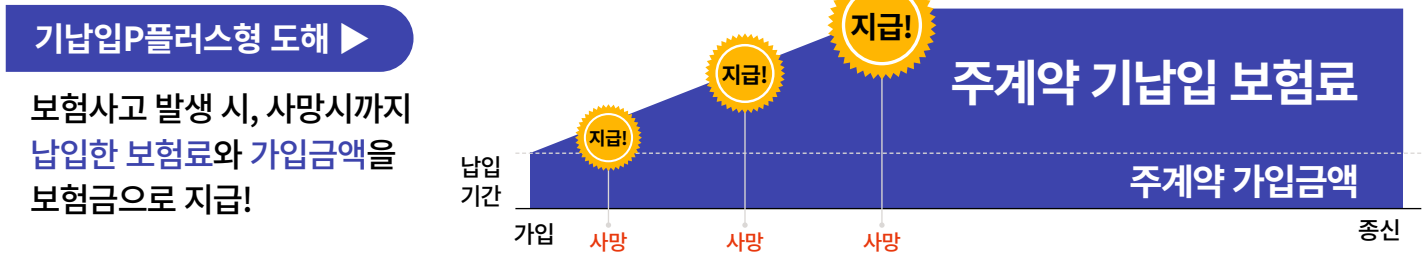 기납입P플러스형 도해 ▶
보험사고 발생 시, 사망시까지
납입한 보험료와 가입금액을
보험금으로 지급!
지급!
지급!
지급!
주계약 기납입 보험료
주계약 가입금액
납입
기간
가입
사망
사망
사망
종신